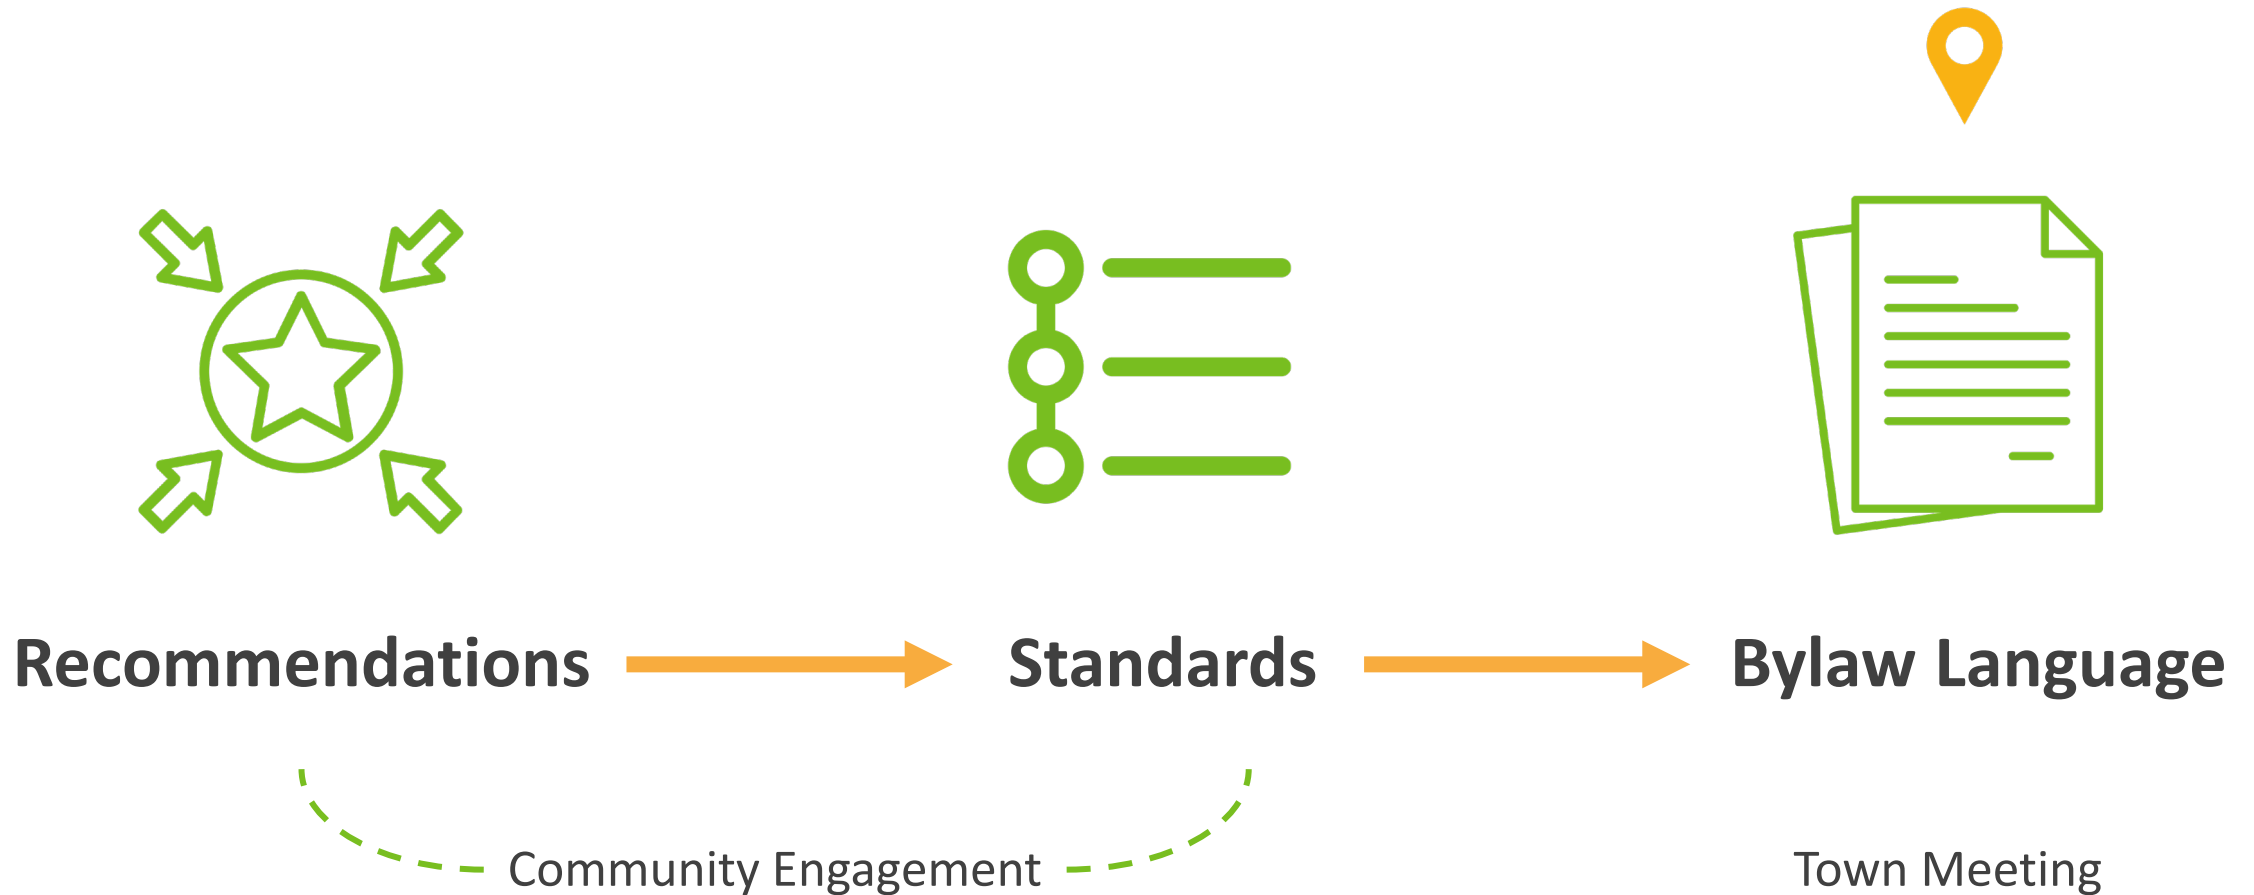 Recommendations
Standards
Bylaw Language
Community Engagement
Town Meeting